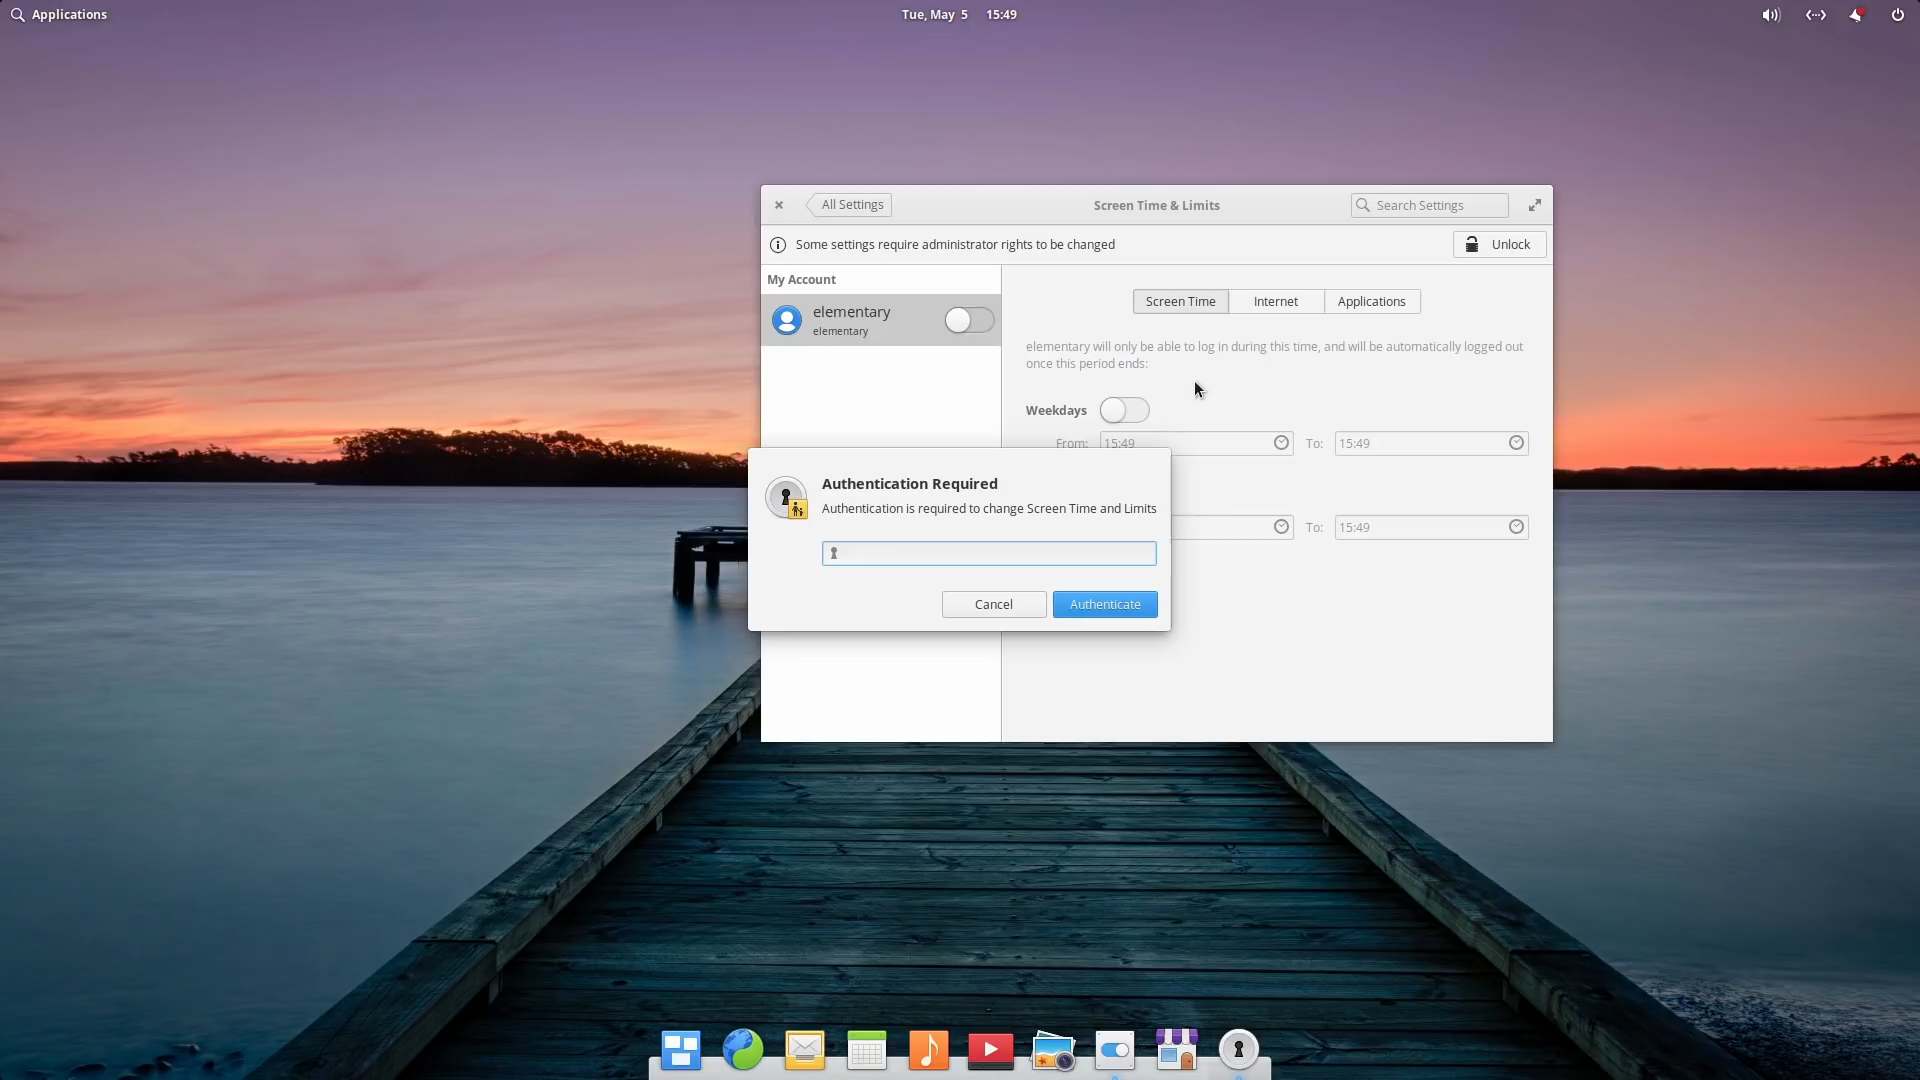 Applications
Tue, May 5 15:49
All Settings
Screen Time & Limits
Search Settings
Some settings require administrator rights to be changed
Unlock
My Account
elementary
elementary
Screen Time
Internet
Applications
elementary will only be able to log in during this time, and will be automatically logged out
once this period ends:
Weekdays
From: 15:49 To: 15:49
To: 15:49
Authentication Required
Authentication is required to change Screen Time and Limits
Cancel
Authenticate